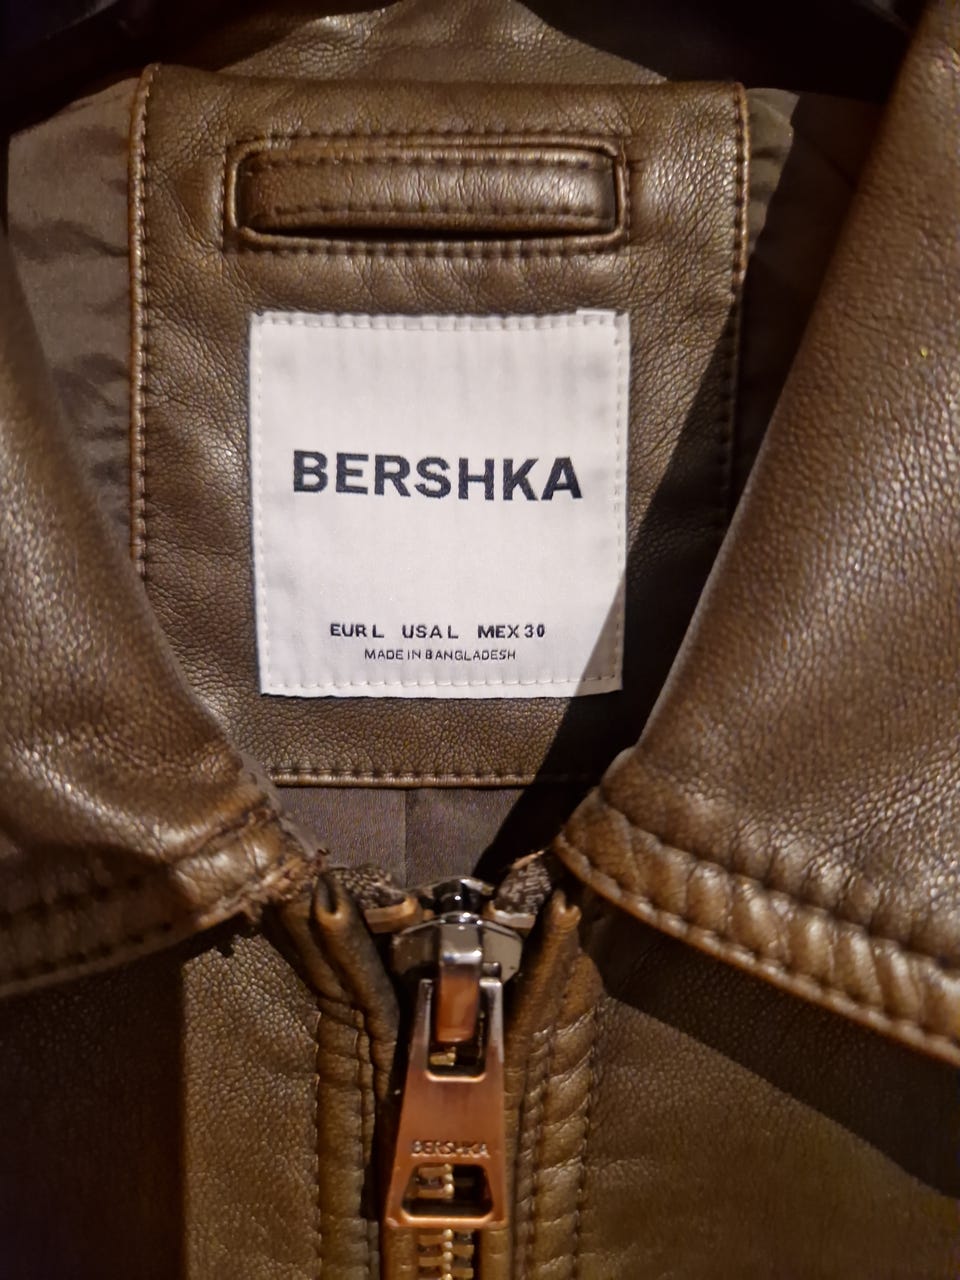 BERSHKA
EUR L USA L MEX 30
MADE IN BANGLADESH
BERSHKA